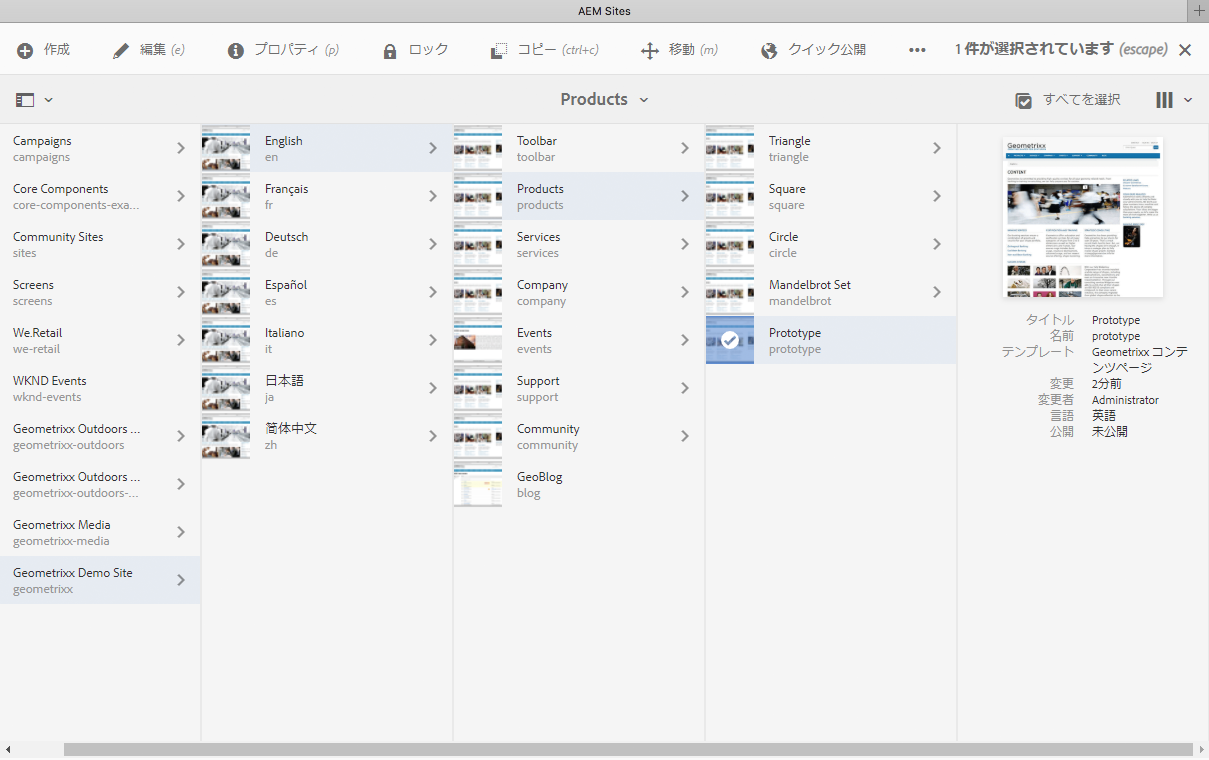 AEM Sites
作成
編集 (e)
プロパティ (p)
ロック
コピー (ctrl+c)
移動 (m)
クイック公開
1 件が選択されています (escape)
Products
すべてを選択
Campaigns
campaigns
Core Components
components-exa...
Community Sites
sites
we.Screens
screens
We.Retail
we-retail
WKND Events
wknd-events
Geometrixx Outdoors ...
geometrixx-outdoors
Geometrixx Outdoors ...
geometrixx-outdoors-...
Geometrixx Media
geometrixx-media
Geometrixx Demo Site
geometrixx
English
en
Français
fr
Deutsch
de
Español
es
Italiano
it
日本語
ja
简体中文
zh
Toolbar
toolbar
Products
products
Services
services
Company
company
Events
events
Support
support
Community
community
GeoBlog
blog
Triangle
triangle
Square
square
Circle
circle
Mandelbrot Set
mandelbrot
Prototype
prototype
Geometrixx
CONTENT
タイトル Prototype
名前 prototype
テンプレート Geometrixx コンテ
ンツページ
変更 2分前
変更者 Administrator
言語 英語
公開 未公開